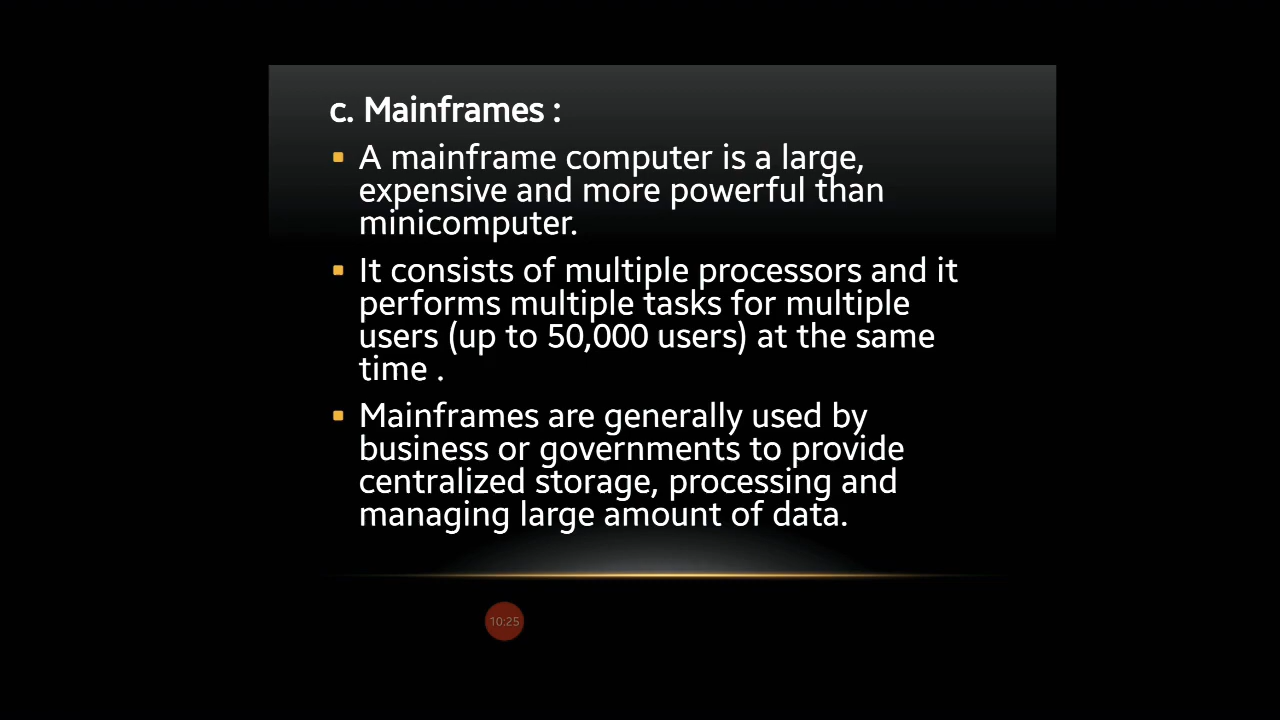 c. Mainframes :
▪ A mainframe computer is a large,
expensive and more powerful than
minicomputer.
▪ It consists of multiple processors and it
performs multiple tasks for multiple
users (up to 50,000 users) at the same
time .
▪ Mainframes are generally used by
business or governments to provide
centralized storage, processing and
managing large amount of data.
10:25